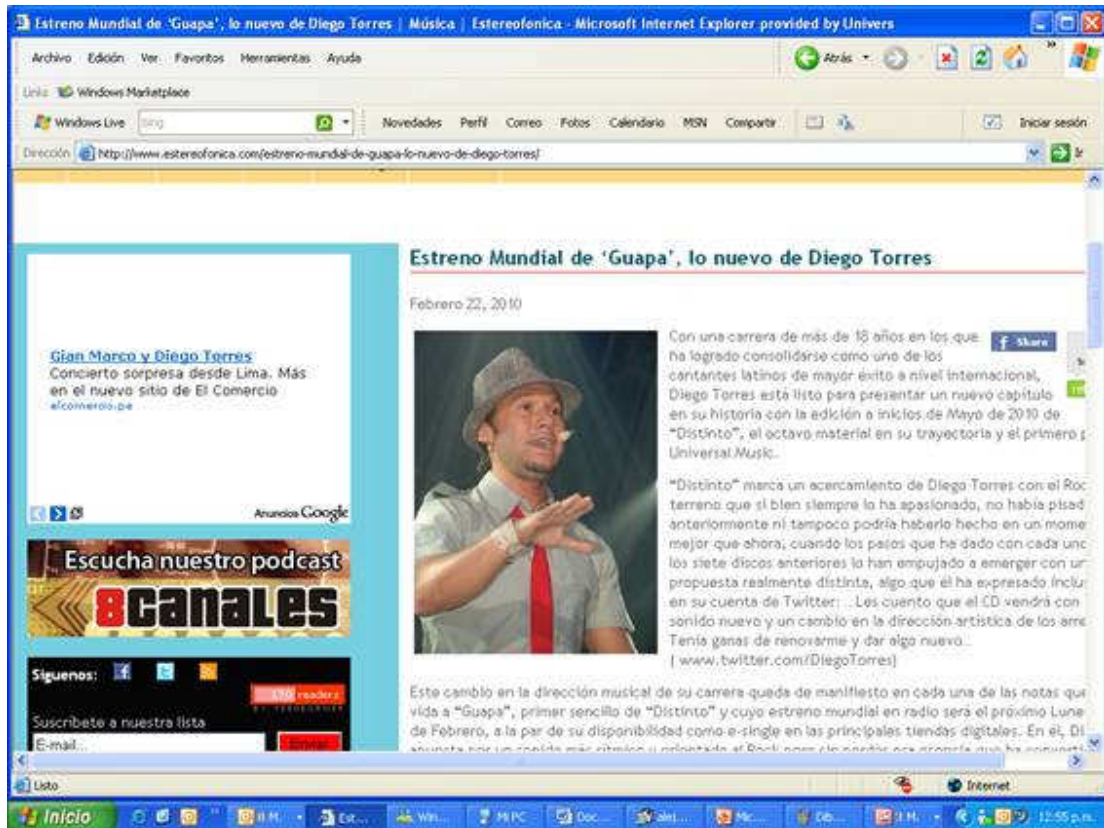 Estreno Mundial de 'Guapa', lo nuevo de Diego Torres | Música | Estereofonica - Microsoft Internet Explorer provided by Univers
Archivo Edición Ver Favoritos Herramientas Ayuda
Atrás
Windows Marketplace
Windows Live bing Novedades Perfil Correo Fotos Calendario MSN Compartir Iniciar sesión
Dirección http://www.estereofonica.com/estreno-mundial-de-guapa-lo-nuevo-de-diego-torres/ Ir
Estreno Mundial de 'Guapa', lo nuevo de Diego Torres
Febrero 22, 2010
Gian Marco y Diego Torres
Concierto sorpresa desde Lima. Más
en el nuevo sitio de El Comercio
elcomercio.pe
Anuncios Google
Escucha nuestro podcast
8canales
Siguenos:
170 readers
Suscribete a nuestra lista
E-mail...
Enviar
Con una carrera de más de 18 años en los que
Share
ha logrado consolidarse como uno de los
cantantes latinos de mayor éxito a nivel internacional,
Diego Torres está listo para presentar un nuevo capítulo
en su historia con la edición a inicios de Mayo de 2010 de
"Distinto", el octavo material en su trayectoria y el primero p
Universal Music.
"Distinto" marca un acercamiento de Diego Torres con el Roc
terreno que si bien siempre lo ha apasionado, no había pisad
anteriormente ni tampoco podría haberlo hecho en un mome
mejor que ahora, cuando los pasos que ha dado con cada uno
los siete discos anteriores lo han empujado a emerger con un
propuesta realmente distinta, algo que él ha expresado inclu
en su cuenta de Twitter: ..Les cuento que el CD vendrá con
sonido nuevo y un cambio en la dirección artística de los arre
Tenía ganas de renovarme y dar algo nuevo..
( www.twitter.com/DiegoTorres)
Este cambio en la dirección musical de su carrera queda de manifiesto en cada una de las notas que
vida a "Guapa", primer sencillo de "Distinto" y cuyo estreno mundial en radio será el próximo Lune
de Febrero, a la par de su disponibilidad como e-single en las principales tiendas digitales. En él, Di
Listo Internet
Inicio 12:55 p.m.